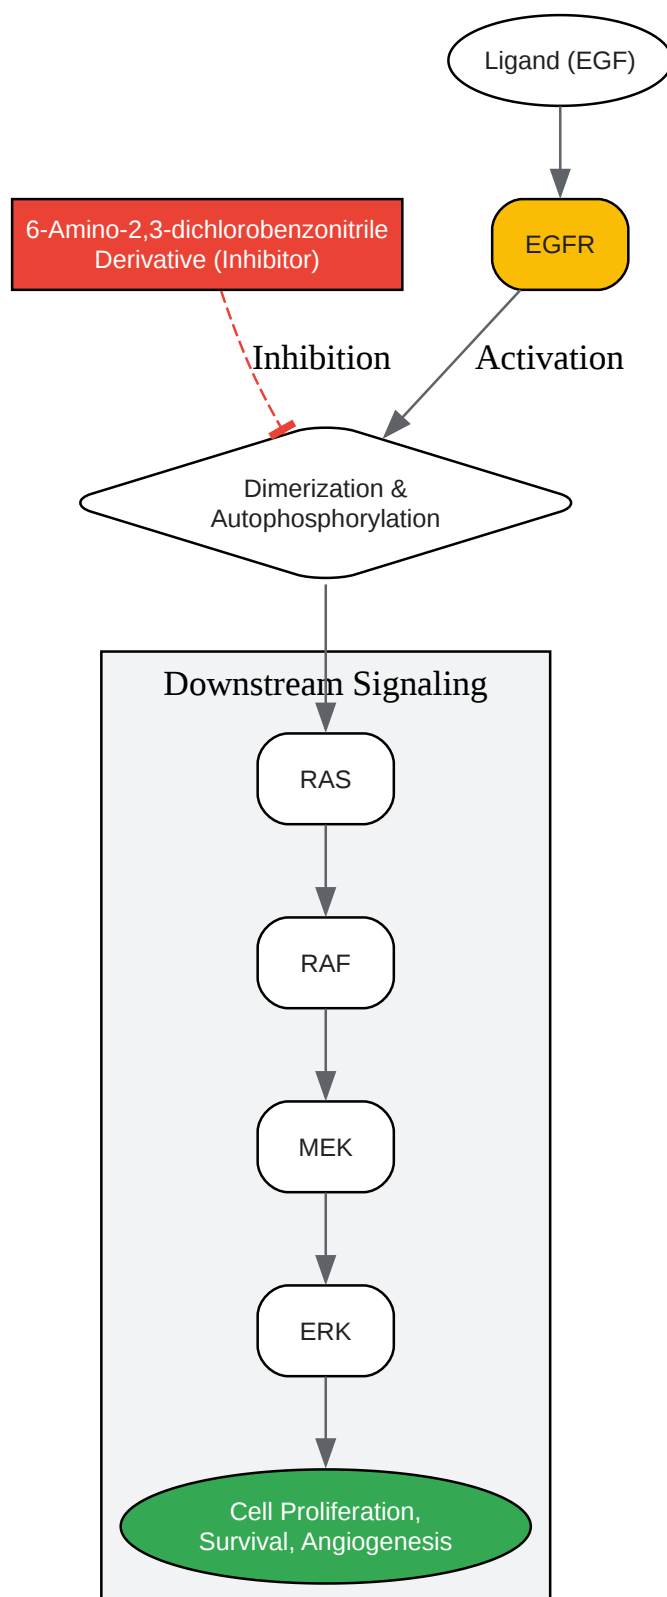 Ligand (EGF)
6-Amino-2,3-dichlorobenzonitrile
Derivative (Inhibitor)
EGFR
Inhibition
Activation
Dimerization &
Autophosphorylation
Downstream Signaling
RAS
RAF
MEK
ERK
Cell Proliferation,
Survival, Angiogenesis